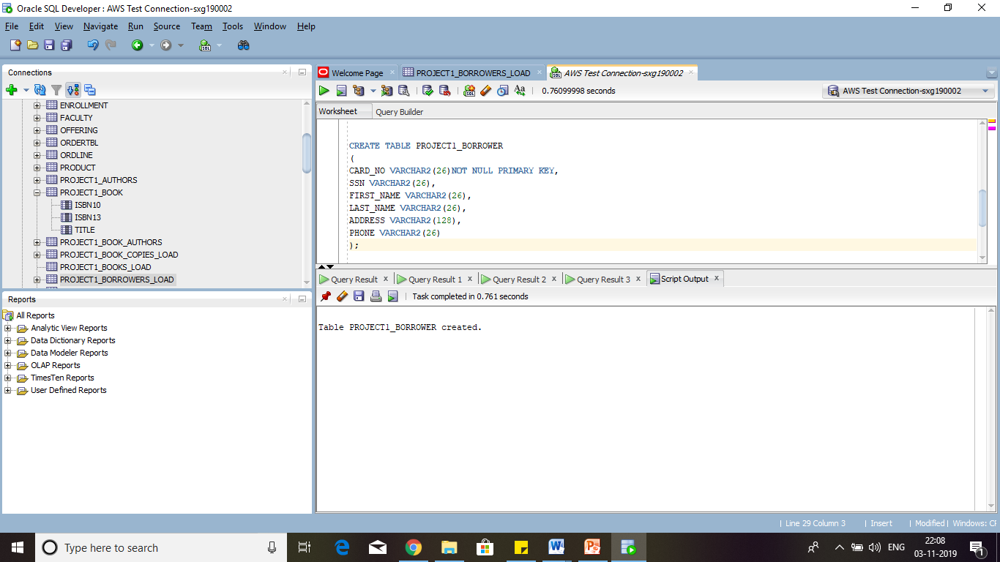 Oracle SQL Developer : AWS Test Connection-sxg190002
File Edit View Navigate Run Source Team Tools Window Help
Connections
ENROLLMENT
FACULTY
OFFERING
ORDERTBL
ORDLINE
PRODUCT
PROJECT1_AUTHORS
PROJECT1_BOOK
ISBN10
ISBN13
TITLE
PROJECT1_BOOK_AUTHORS
PROJECT1_BOOK_COPIES_LOAD
PROJECT1_BOOKS_LOAD
PROJECT1_BORROWERS_LOAD
Reports
All Reports
Analytic View Reports
Data Dictionary Reports
Data Modeler Reports
OLAP Reports
TimesTen Reports
User Defined Reports
Welcome Page PROJECT1_BORROWERS_LOAD AWS Test Connection-sxg190002
SQL 0.76099998 seconds AWS Test Connection-sxg190002
Worksheet Query Builder
CREATE TABLE PROJECT1_BORROWER
(
CARD_NO VARCHAR2(26)NOT NULL PRIMARY KEY,
SSN VARCHAR2(26),
FIRST_NAME VARCHAR2(26),
LAST_NAME VARCHAR2(26),
ADDRESS VARCHAR2(128),
PHONE VARCHAR2(26)
);
Query Result x Query Result 1 x Query Result 2 x Query Result 3 x Script Output x
Task completed in 0.761 seconds
Table PROJECT1_BORROWER created.
| Line 29 Column 3 | Insert | Modified | Windows: CF
Type here to search
ENG
22:08
03-11-2019
1